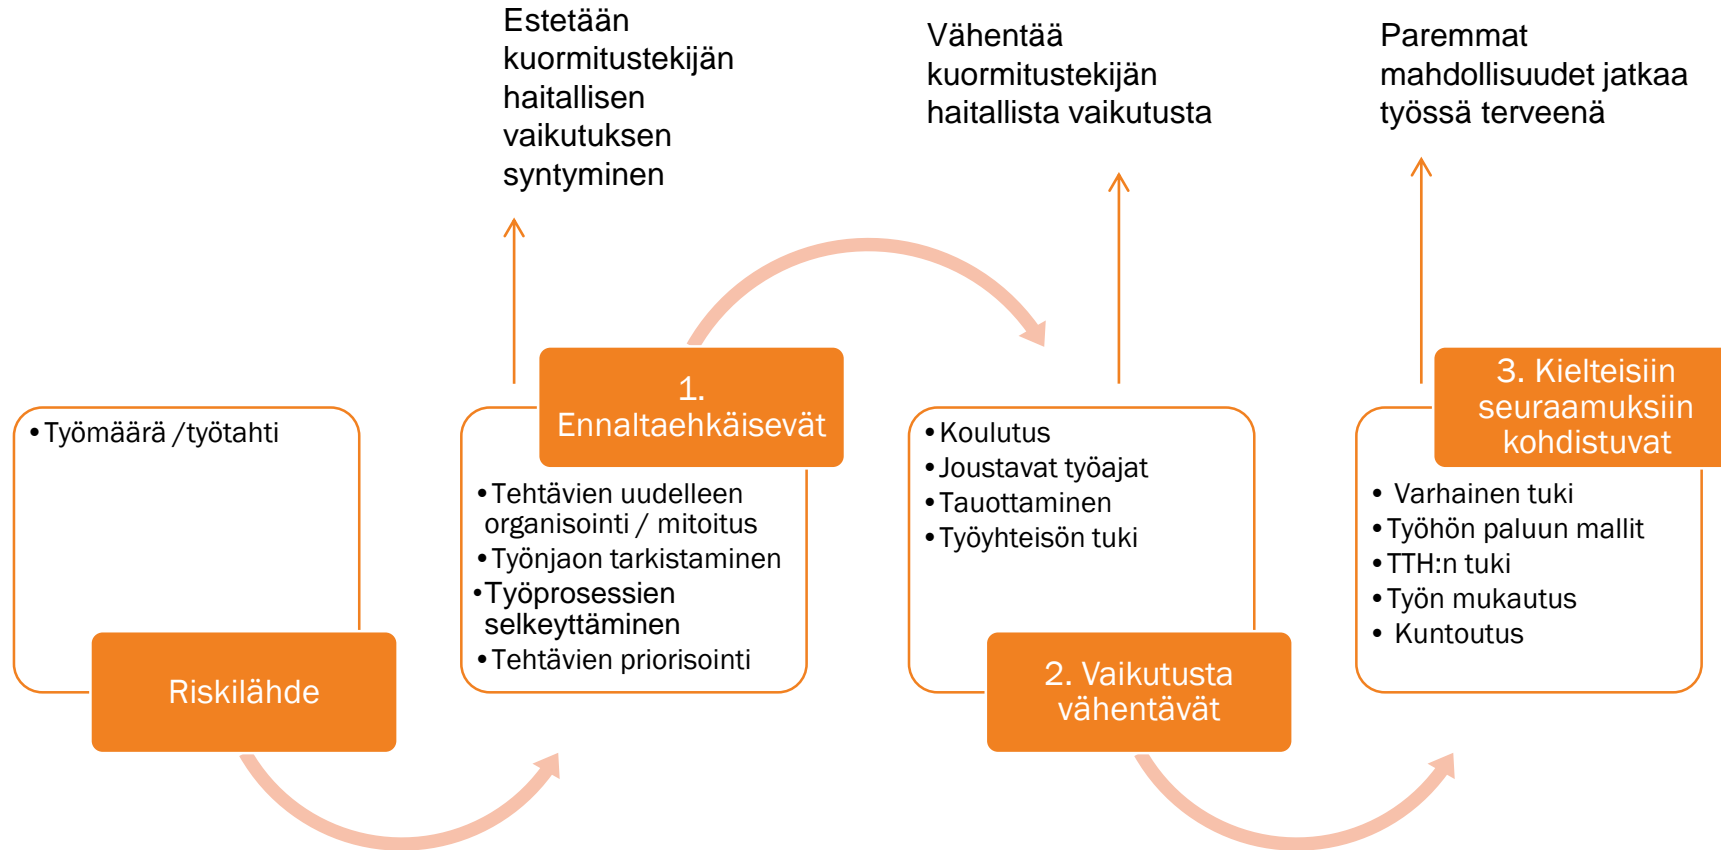 Estetään
kuormitustekijän
haitallisen
vaikutuksen
syntyminen
Vähentää
kuormitustekijän
haitallista vaikutusta
Paremmat
mahdollisuudet jatkaa
työssä terveenä
•Työmäärä /työtahti
Riskilähde
1.
Ennaltaehkäisevät
•Tehtävien uudelleen
organisointi / mitoitus
•Työnjaon tarkistaminen
•Työprosessien
selkeyttäminen
•Tehtävien priorisointi
•Koulutus
•Joustavat työajat
•Tauottaminen
•Työyhteisön tuki
2. Vaikutusta
vähentävät
3. Kielteisiin
seuraamuksiin
kohdistuvat
• Varhainen tuki
•Työhön paluun mallit
•TTH:n tuki
•Työn mukautus
• Kuntoutus